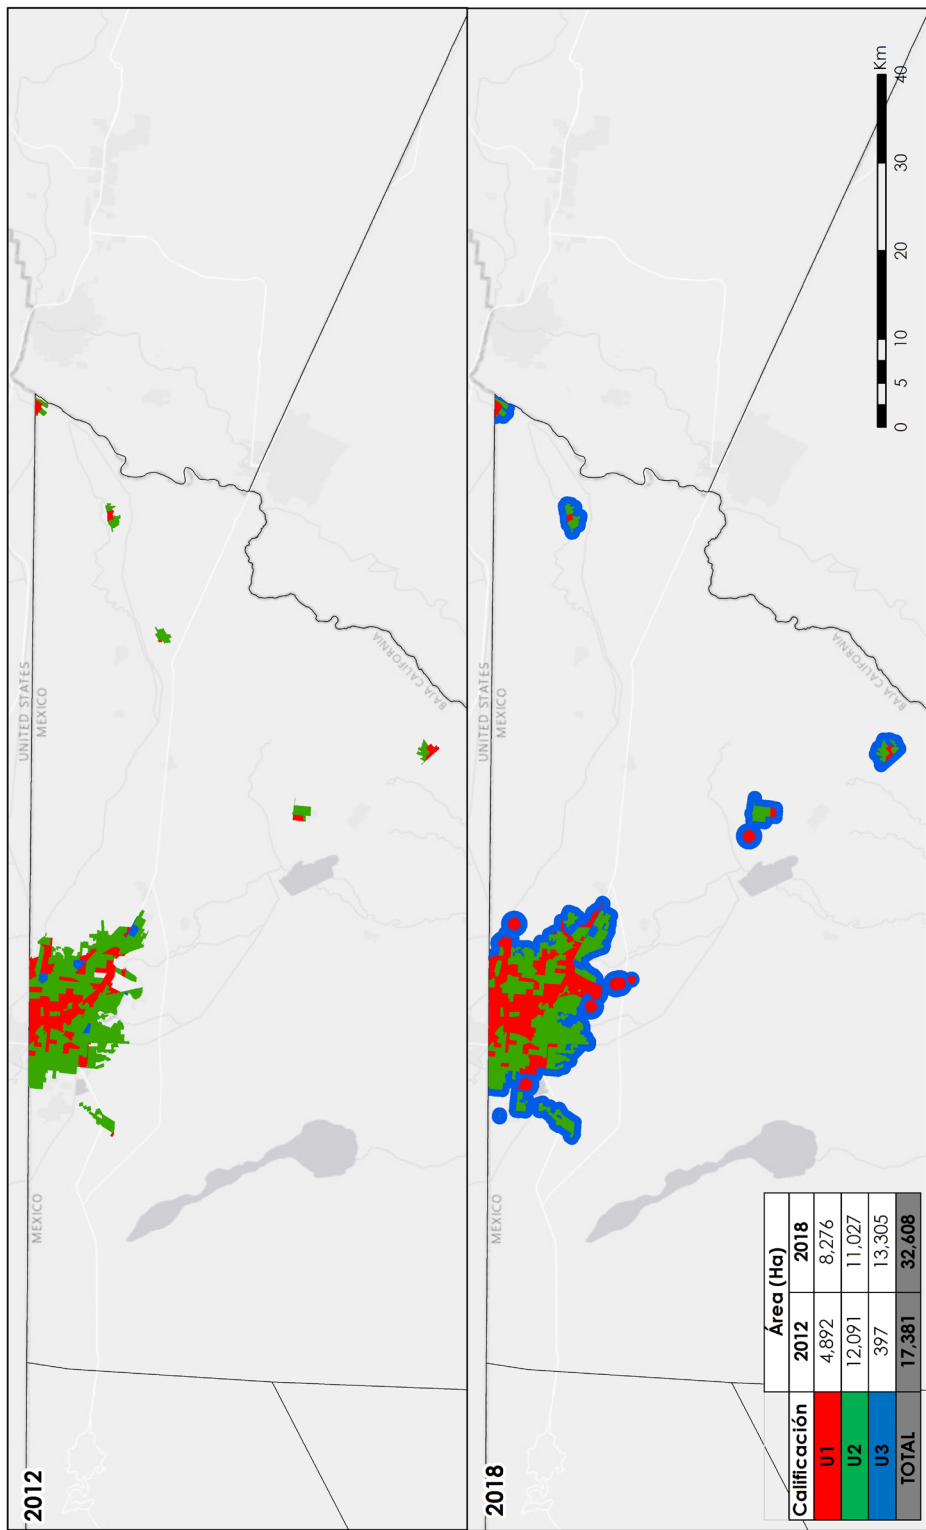 2012
UNITED STATES
MEXICO
MEXICO
BAJA CALIFORNIA
2018
UNITED STATES
MEXICO
MEXICO
BAJA CALIFORNIA
Km
0 5 10 20 30 40
Área (Ha)
Calificación 2012 2018
U1 4,892 8,276
U2 12,091 11,027
U3 397 13,305
TOTAL 17,381 32,608